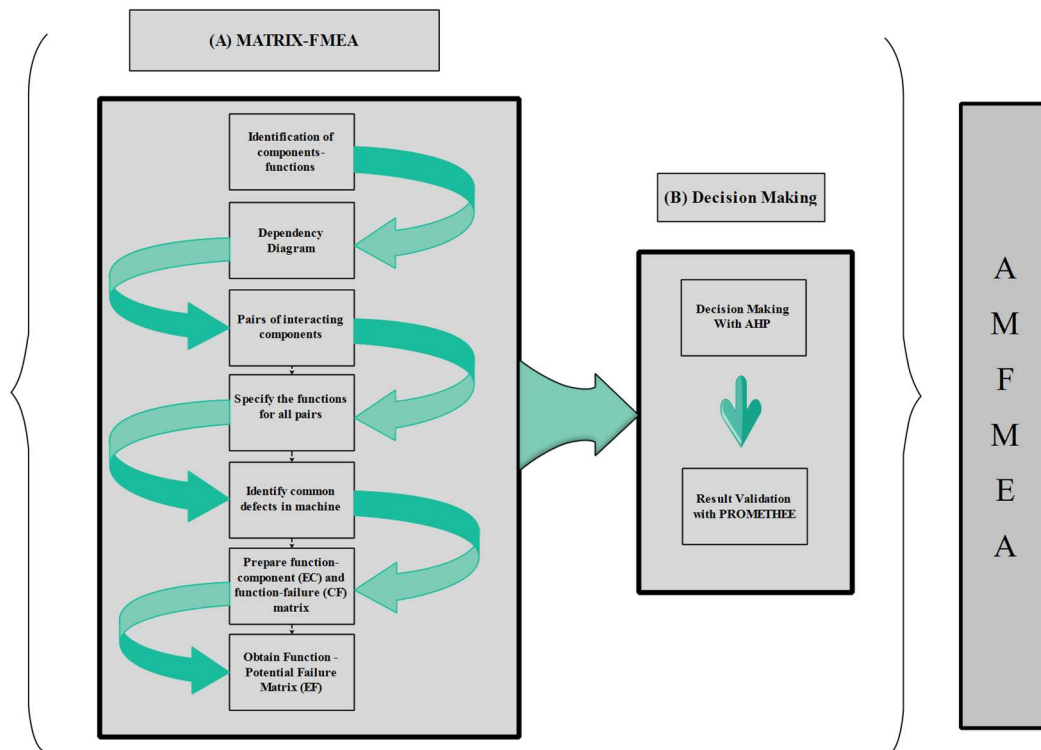 (A) MATRIX-FMEA
Identification of
components-
functions
Dependency
Diagram
Pairs of interacting
components
Specify the functions
for all pairs
Identify common
defects in machine
Prepare function-
component (EC) and
function-failure (CF)
matrix
Obtain Function -
Potential Failure
Matrix (EF)
(B) Decision Making
Decision Making
With AHP
Result Validation
with PROMETHEE
A
M
F
M
E
A